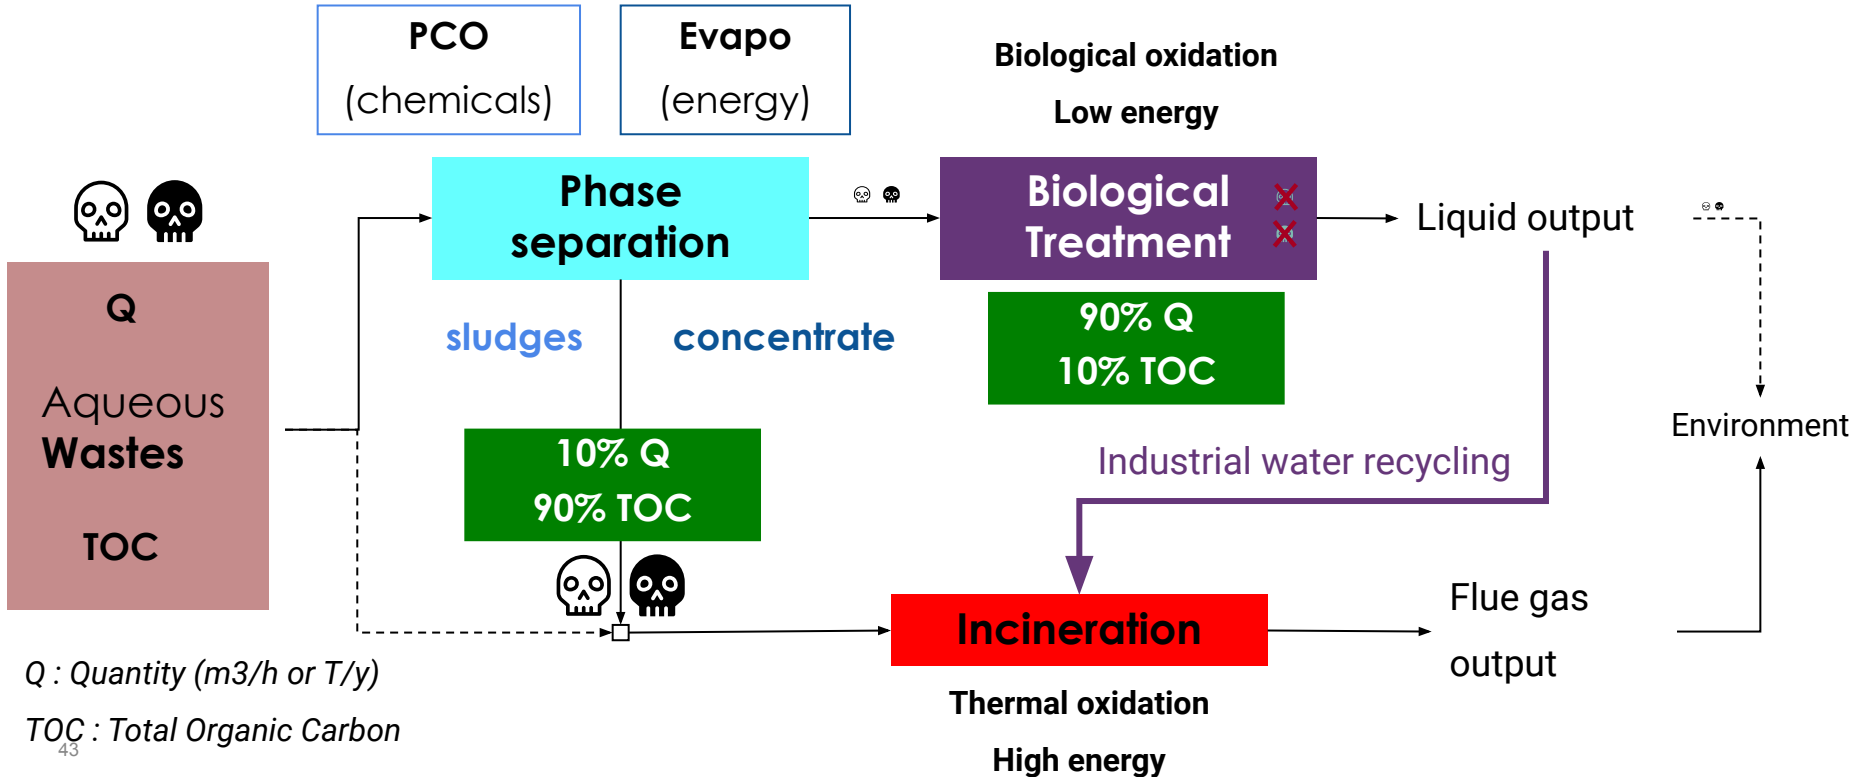 PCO
(chemicals)
Evapo
(energy)
Biological oxidation
Low energy
Phase
separation
Biological
Treatment
Liquid output
Q
Aqueous
Wastes
TOC
sludges
concentrate
90% Q
10% TOC
10% Q
90% TOC
Industrial water recycling
Environment
Incineration
Flue gas
output
Thermal oxidation
High energy
Q : Quantity (m3/h or T/y)
TOC : Total Organic Carbon
43